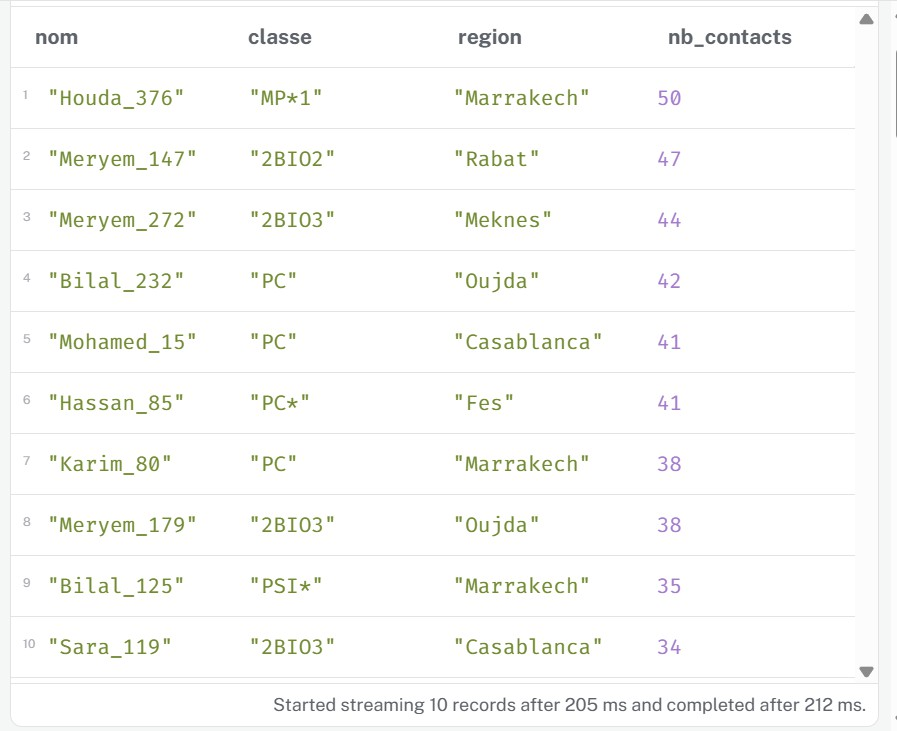 nom classe region nb_contacts
1 "Houda_376" "MP*1" "Marrakech" 50
2 "Meryem_147" "2BIO2" "Rabat" 47
3 "Meryem_272" "2BIO3" "Meknes" 44
4 "Bilal_232" "PC" "Oujda" 42
5 "Mohamed_15" "PC" "Casablanca" 41
6 "Hassan_85" "PC*" "Fes" 41
7 "Karim_80" "PC" "Marrakech" 38
8 "Meryem_179" "2BIO3" "Oujda" 38
9 "Bilal_125" "PSI*" "Marrakech" 35
10 "Sara_119" "2BIO3" "Casablanca" 34
Started streaming 10 records after 205 ms and completed after 212 ms.